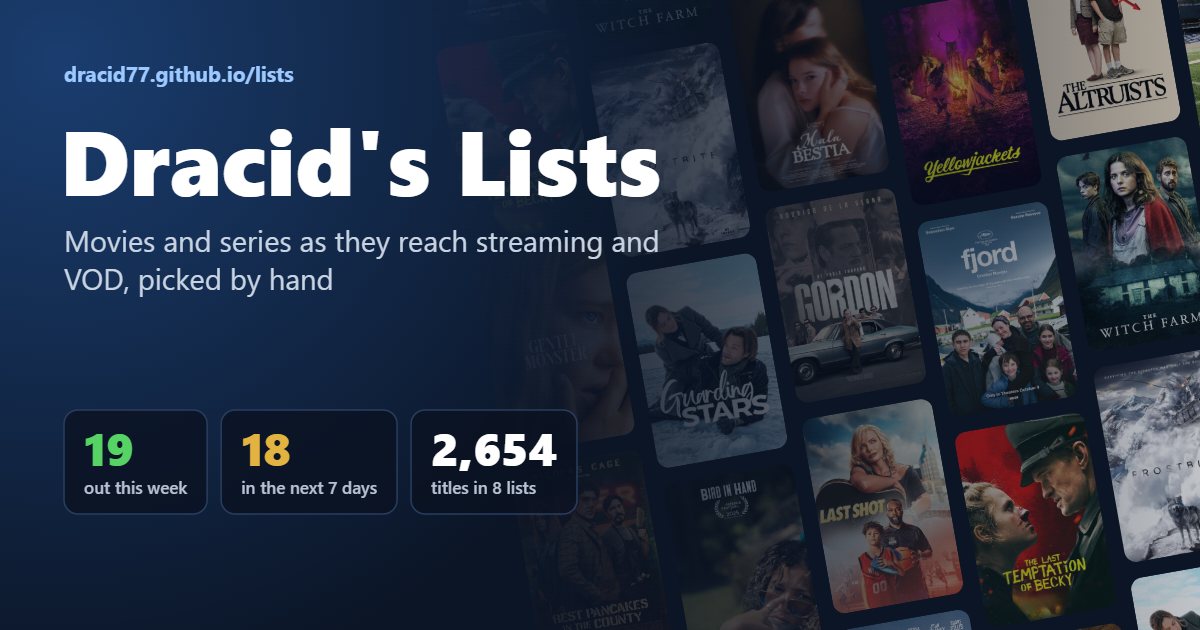 dracid77.github.io/lists
Dracid's Lists
Movies and series as they reach streaming and
VOD, picked by hand
19
out this week
18
in the next 7 days
2,654
titles in 8 lists
THE
WITCH FARM
Mala
BESTIA
Yellowjackets
THE
ALTRUISTS
GORDON
fjord
THE
WITCH FARM
GENTLE
MONSTER
Guarding
STARS
BIRD IN HAND
LAST SHOT
THE LAST
TEMPTATION
OF BECKY
BEST PANCAKES
IN THE COUNTY